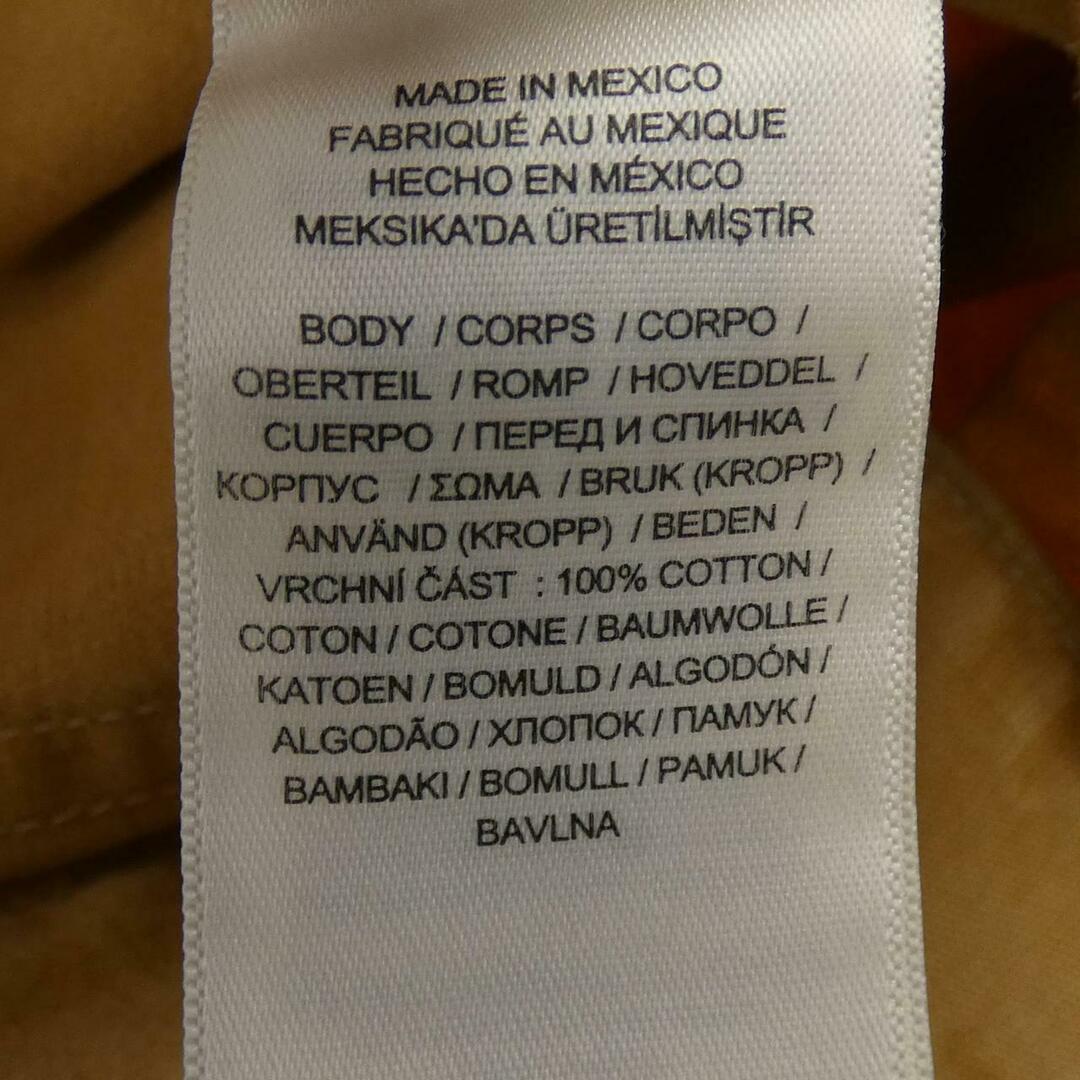 MADE IN MEXICO
FABRIQUÉ AU MEXIQUE
HECHO EN MÉXICO
MEKSIKA'DA ÜRETİLMİŞTİR
BODY / CORPS / CORPO /
OBERTEIL / ROMP / HOVEDDEL /
CUERPO / ПЕРЕД И СПИНКА /
КОРПУС / ΣΩΜΑ / BRUK (KROPP) /
ANVÄND (KROPP) / BEDEN /
VRCHNÍ ČÁST : 100% COTTON /
COTON / COTONE / BAUMWOLLE /
KATOEN / BOMULD / ALGODÓN /
ALGODÃO / ХЛОПОК / ПАМУК /
BAMBAKI / BOMULL / PAMUK /
BAVLNA